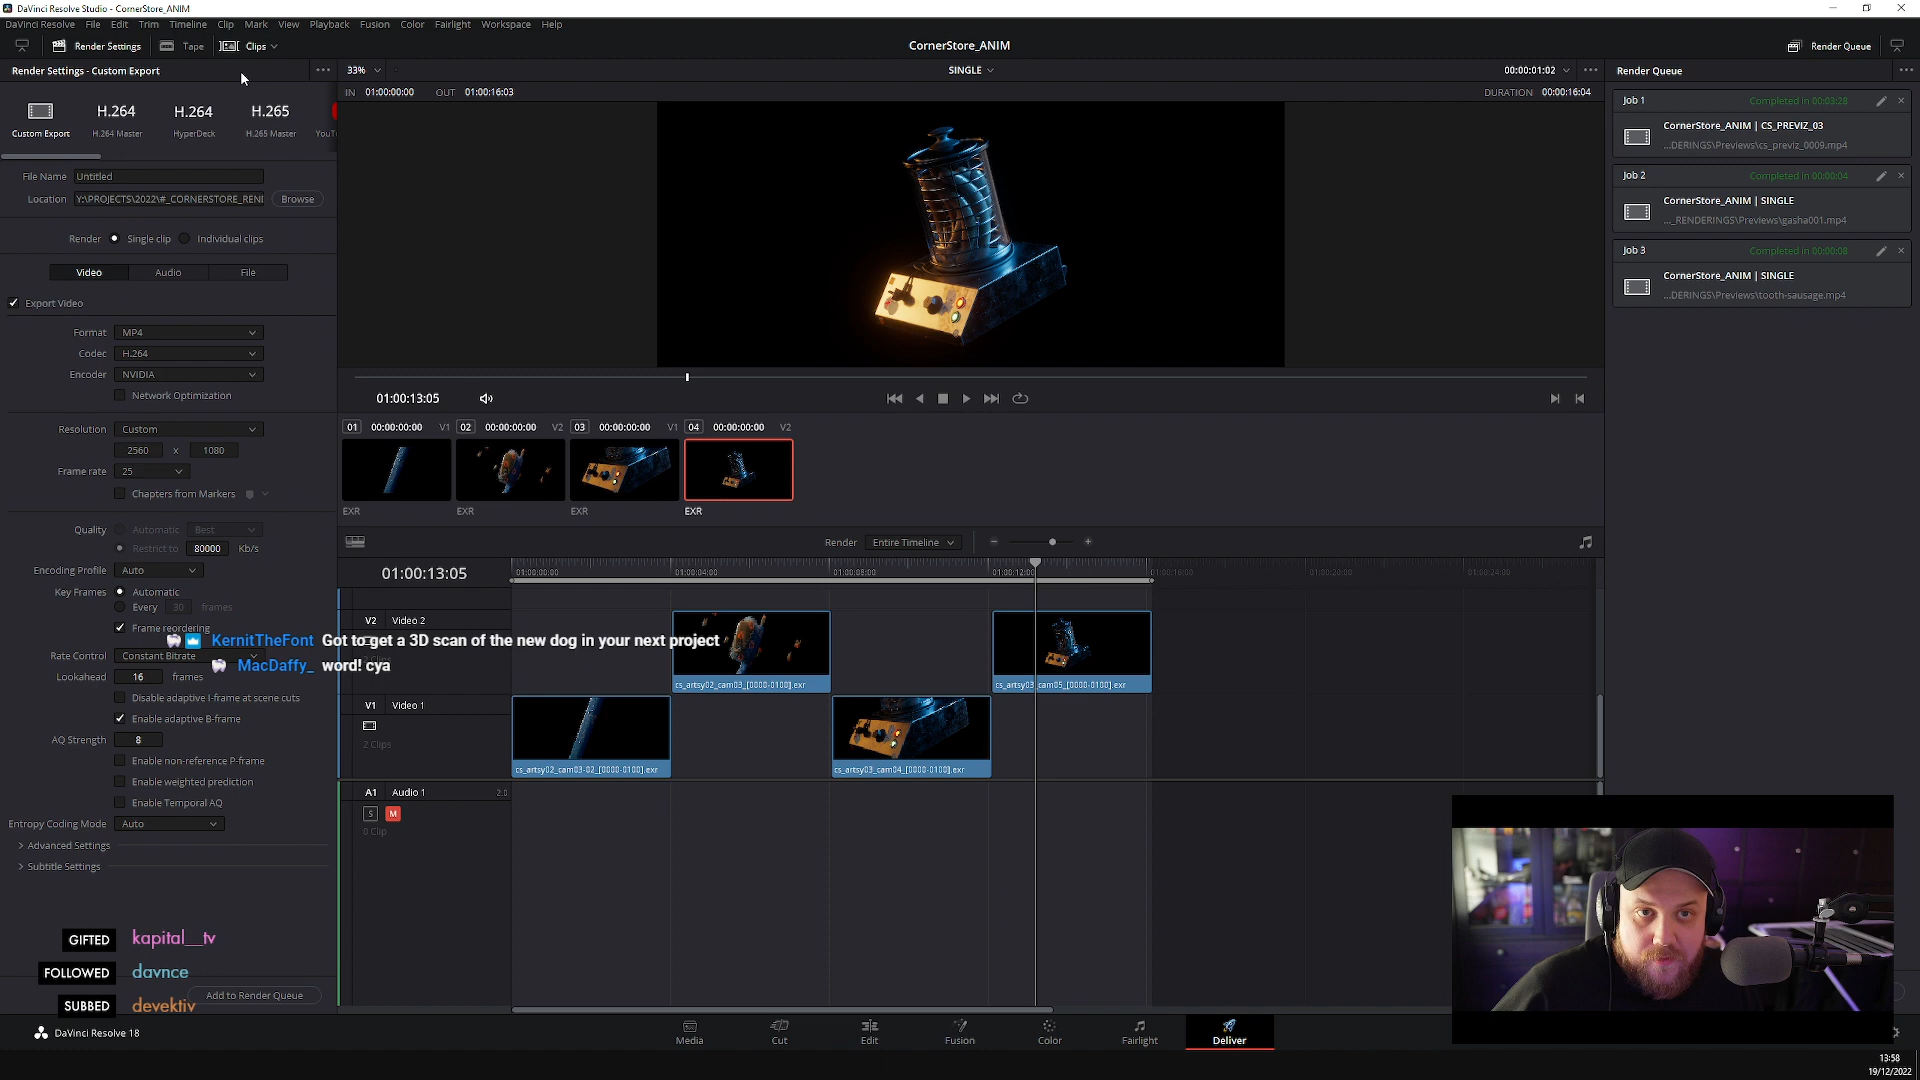 DaVinci Resolve Studio - CornerStore_ANIM
DaVinci Resolve File Edit Trim Timeline Clip Mark View Playback Fusion Color Fairlight Workspace Help
Render Settings Tape Clips CornerStore_ANIM Render Queue
Render Settings - Custom Export 33% SINGLE 00:00:01:02 Render Queue
IN 01:00:00:00 OUT 01:00:16:03 DURATION 00:00:16:04
H.264 H.264 H.265
Custom Export H.264 Master HyperDeck H.265 Master YouT
Job 1 Completed in 00:03:28
CornerStore_ANIM | CS_PREVIZ_03
...DERINGS\Previews\cs_previz_0009.mp4
Job 2 Completed in 00:00:04
CornerStore_ANIM | SINGLE
..._RENDERINGS\Previews\gasha001.mp4
Job 3 Completed in 00:00:08
CornerStore_ANIM | SINGLE
...DERINGS\Previews\tooth-sausage.mp4
File Name Untitled
Location Y:\PROJECTS\2022\#_CORNERSTORE_RENI Browse
Render Single clip Individual clips
Video Audio File
Export Video
Format MP4
Codec H.264
Encoder NVIDIA
Network Optimization
Resolution Custom
2560 x 1080
Frame rate 25
Chapters from Markers
Quality Automatic Best
Restrict to 80000 Kb/s
Encoding Profile Auto
Key Frames Automatic
Every 30 frames
Frame reordering
Rate Control Constant Bitrate
Lookahead 16 frames
Disable adaptive I-frame at scene cuts
Enable adaptive B-frame
AQ Strength 8
Enable non-reference P-frame
Enable weighted prediction
Enable Temporal AQ
Entropy Coding Mode Auto
Advanced Settings
Subtitle Settings
Add to Render Queue
01:00:13:05
01 00:00:00:00 V1 02 00:00:00:00 V2 03 00:00:00:00 V1 04 00:00:00:00 V2
EXR EXR EXR EXR
Render Entire Timeline
01:00:13:05
01:00:00:00 01:00:04:00 01:00:08:00 01:00:12:00 01:00:16:00 01:00:20:00 01:00:24:00
V2 Video 2
KernitTheFont Got to get a 3D scan of the new dog in your next project
MacDaffy_ word! cya
cs_artsy02_cam03_[0000-0100].exr cs_artsy03_cam05_[0000-0100].exr
V1 Video 1
2 Clips
cs_artsy02_cam03-02_[0000-0100].exr cs_artsy03_cam04_[0000-0100].exr
A1 Audio 1 2.0
S M
0 Clip
GIFTED kapital__tv
FOLLOWED davnce
SUBBED devektiv
DaVinci Resolve 18
Media Cut Edit Fusion Color Fairlight Deliver
13:58
19/12/2022